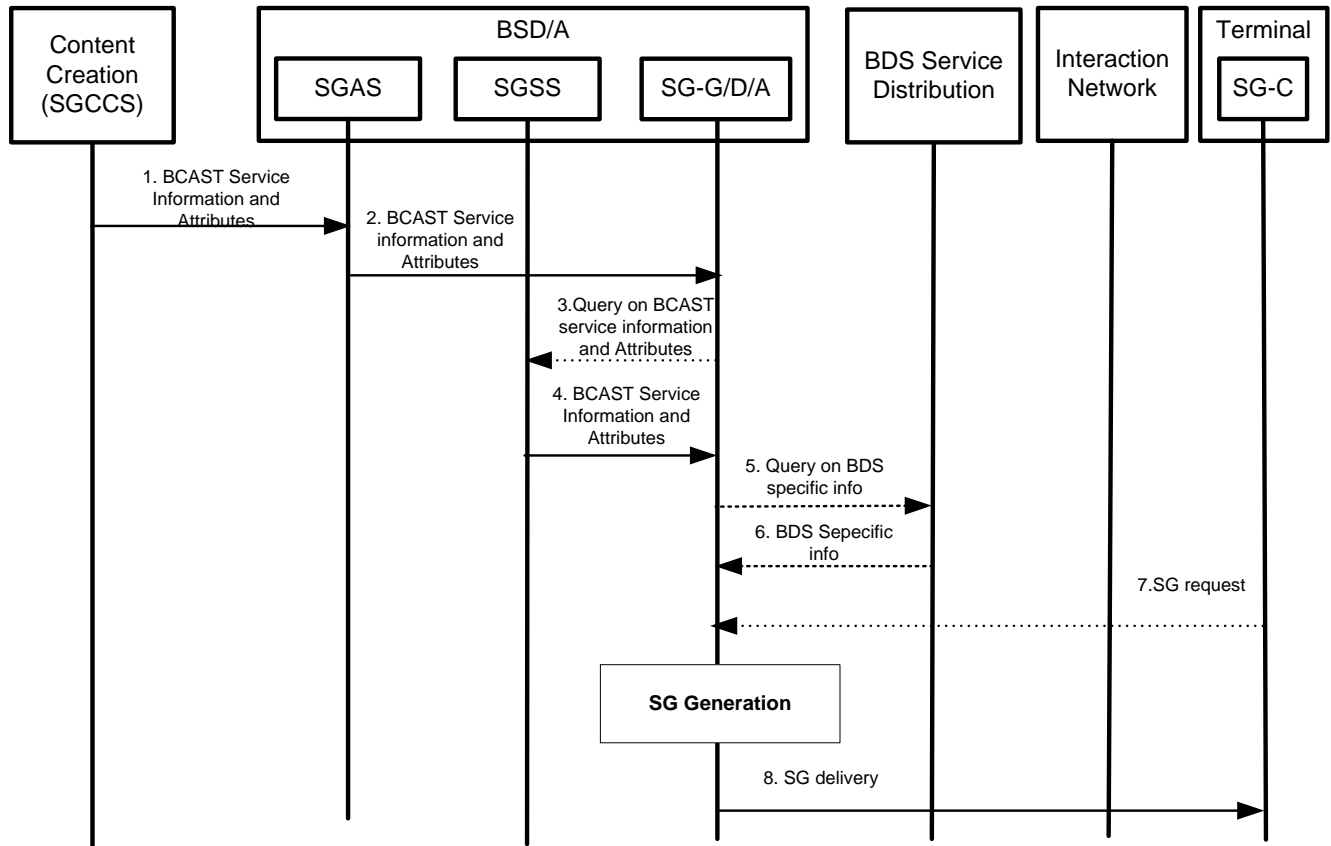 Content
Creation
(SGCCS)
BSD/A
SGAS
SGSS
SG-G/D/A
BDS Service
Distribution
Interaction
Network
Terminal
SG-C
1. BCAST Service
Information and
Attributes
2. BCAST Service
information and
Attributes
3.Query on BCAST
service information
and Attributes
4. BCAST Service
Information and
Attributes
5. Query on BDS
specific info
6. BDS Sepecific
info
7.SG request
SG Generation
8. SG delivery